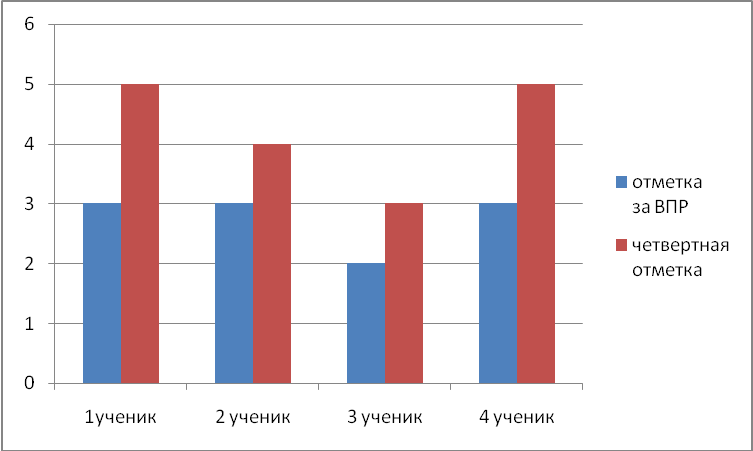 6
5
4
3
2
1
0
1ученик
2 ученик
3 ученик
4 ученик
отметка
за ВПР
четвертная
отметка